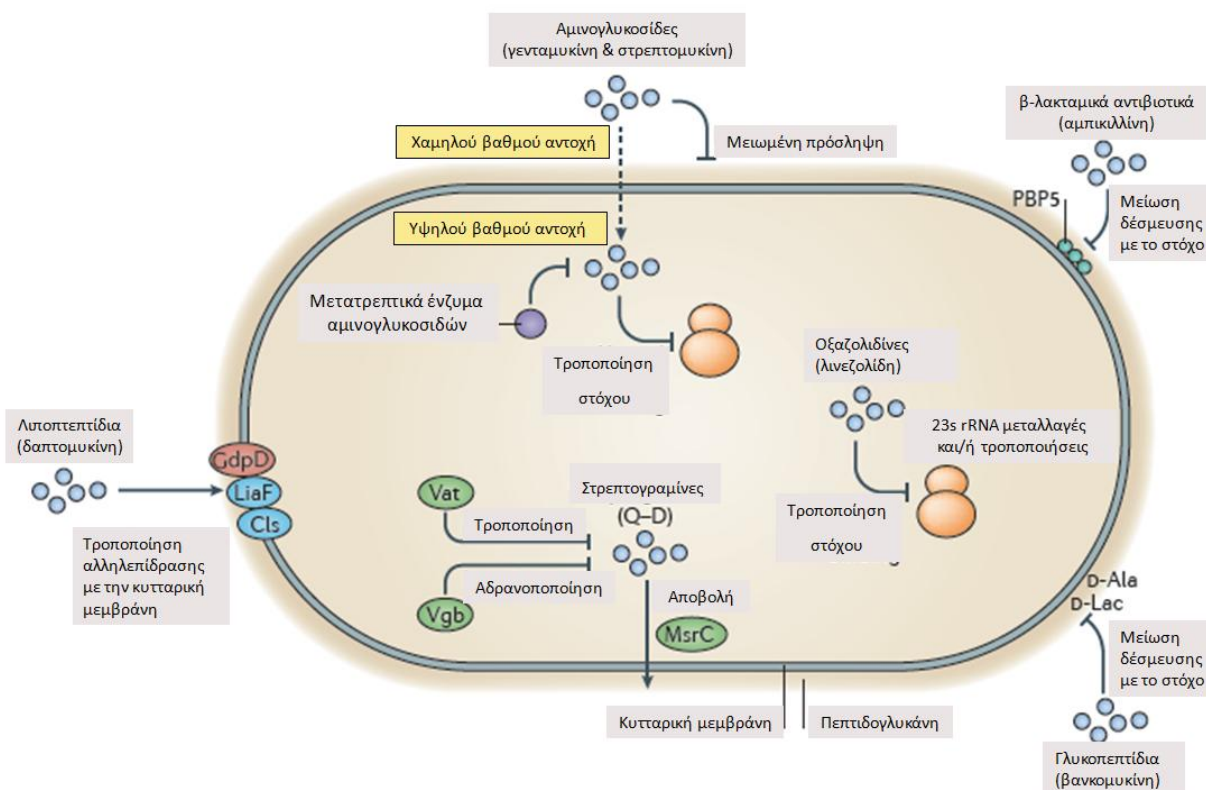 Αμινογλυκοσίδες
(γενταμυκίνη & στρεπτομυκίνη)
β-λακταμικά αντιβιοτικά
(αμπικιλλίνη)
Χαμηλού βαθμού αντοχή
Μειωμένη πρόσληψη
PBP5
Μείωση
δέσμευσης
με το στόχο
Υψηλού βαθμού αντοχή
Μετατρεπτικά ένζυμα
αμινογλυκοσιδών
Τροποποίηση
στόχου
Οξαζολιδίνες
(λινεζολίδη)
23s rRNA μεταλλαγές
και/ή τροποποιήσεις
Τροποποίηση
στόχου
Λιποπτεπτίδια
(δαπτομυκίνη)
GdpD
LiaF
Cls
Τροποποίηση
αλληλεπίδρασης
με την κυτταρική
μεμβράνη
Vat
Τροποποίηση
Στρεπτογραμίνες
(Q–D)
Vgb
Αδρανοποποίηση
Αποβολή
MsrC
D-Ala
D-Lac
Μείωση
δέσμευσης
με το στόχο
Κυτταρική μεμβράνη
Πεπτιδογλυκάνη
Γλυκοπεπτίδια
(βανκομυκίνη)